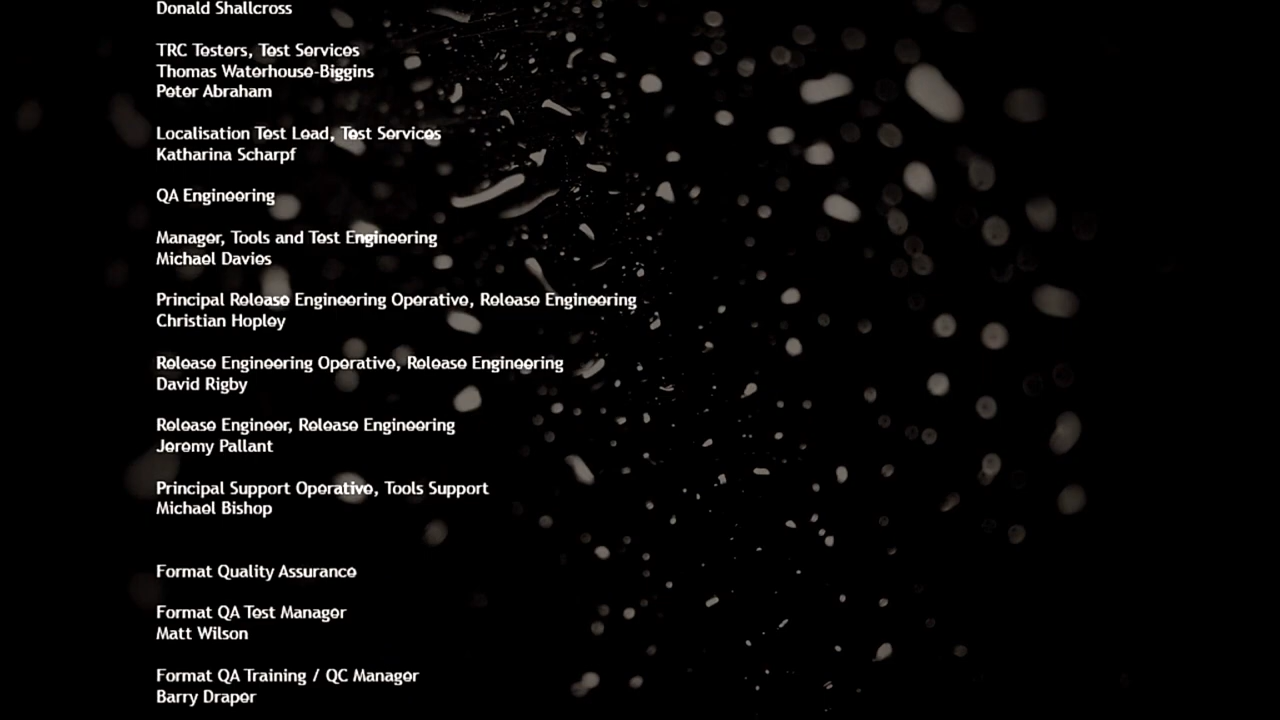 Donald Shallcross
TRC Testers, Test Services
Thomas Waterhouse-Biggins
Peter Abraham
Localisation Test Lead, Test Services
Katharina Scharpf
QA Engineering
Manager, Tools and Test Engineering
Michael Davies
Principal Release Engineering Operative, Release Engineering
Christian Hopley
Release Engineering Operative, Release Engineering
David Rigby
Release Engineer, Release Engineering
Jeremy Pallant
Principal Support Operative, Tools Support
Michael Bishop
Format Quality Assurance
Format QA Test Manager
Matt Wilson
Format QA Training / QC Manager
Barry Draper